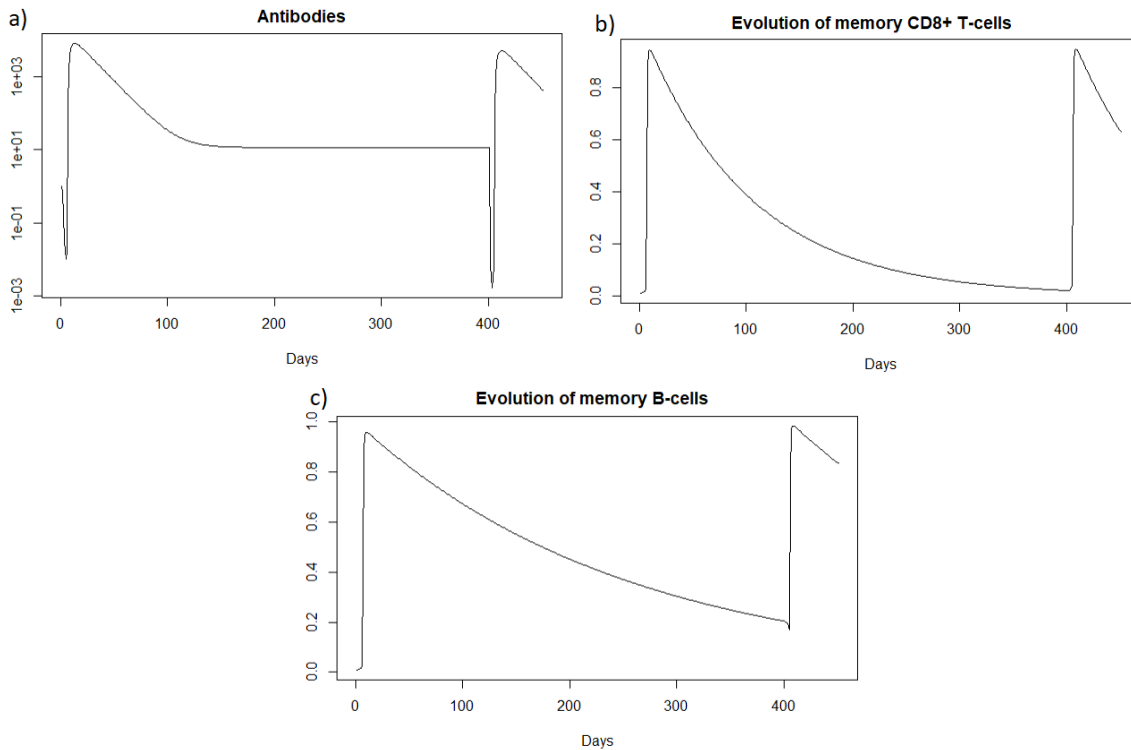 a)
Antibodies
1e+03
1e+01
1e-01
1e-03
0 100 200 300 400
Days
b)
Evolution of memory CD8+ T-cells
0.8
0.6
0.4
0.2
0.0
0 100 200 300 400
Days
c)
Evolution of memory B-cells
1.0
0.8
0.6
0.4
0.2
0.0
0 100 200 300 400
Days